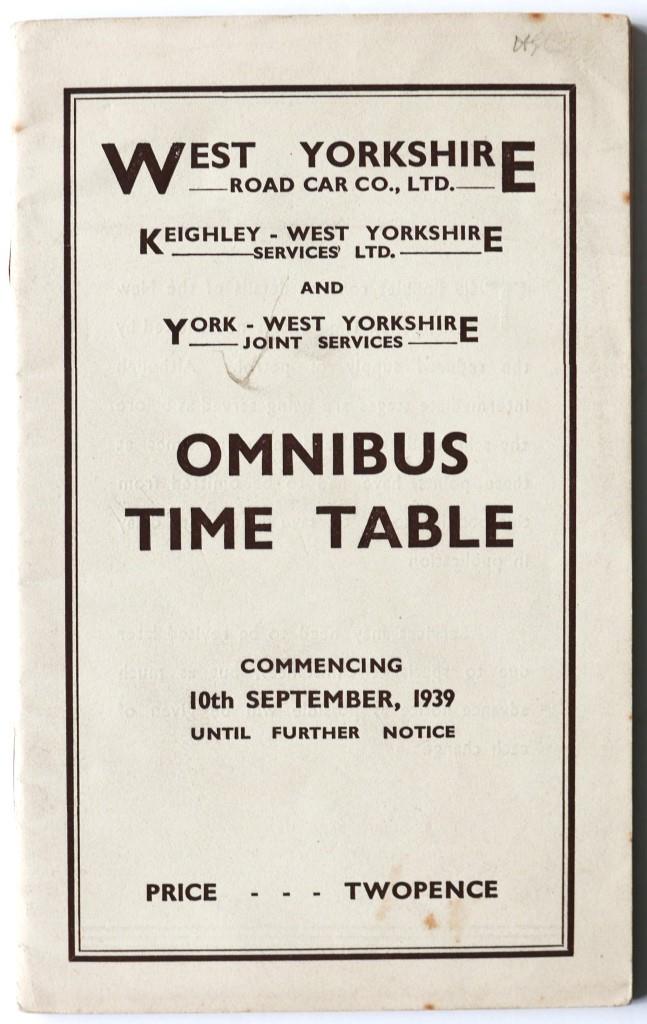 WEST YORKSHIRE
ROAD CAR CO., LTD.
KEIGHLEY - WEST YORKSHIRE
SERVICES' LTD.
AND
YORK - WEST YORKSHIRE
JOINT SERVICES
OMNIBUS
TIME TABLE
COMMENCING
10th SEPTEMBER, 1939
UNTIL FURTHER NOTICE
PRICE - - - TWOPENCE